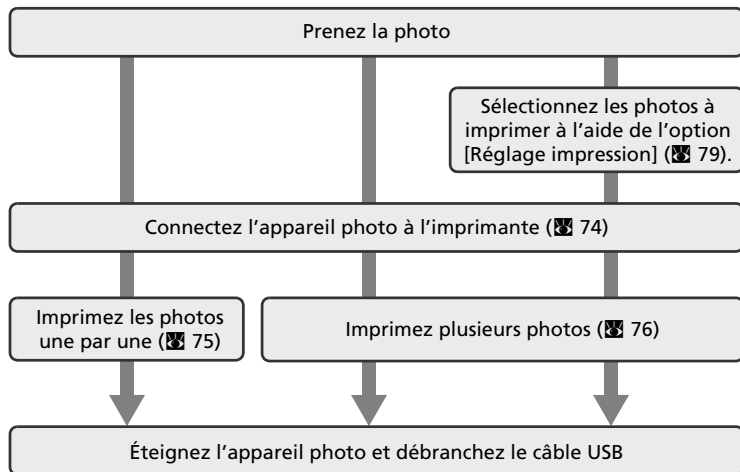 Prenez la photo
Sélectionnez les photos à
imprimer à l'aide de l'option
[Réglage impression] ( 79).
Connectez l'appareil photo à l'imprimante ( 74)
Imprimez les photos
une par une ( 75)
Imprimez plusieurs photos ( 76)
Éteignez l'appareil photo et débranchez le câble USB